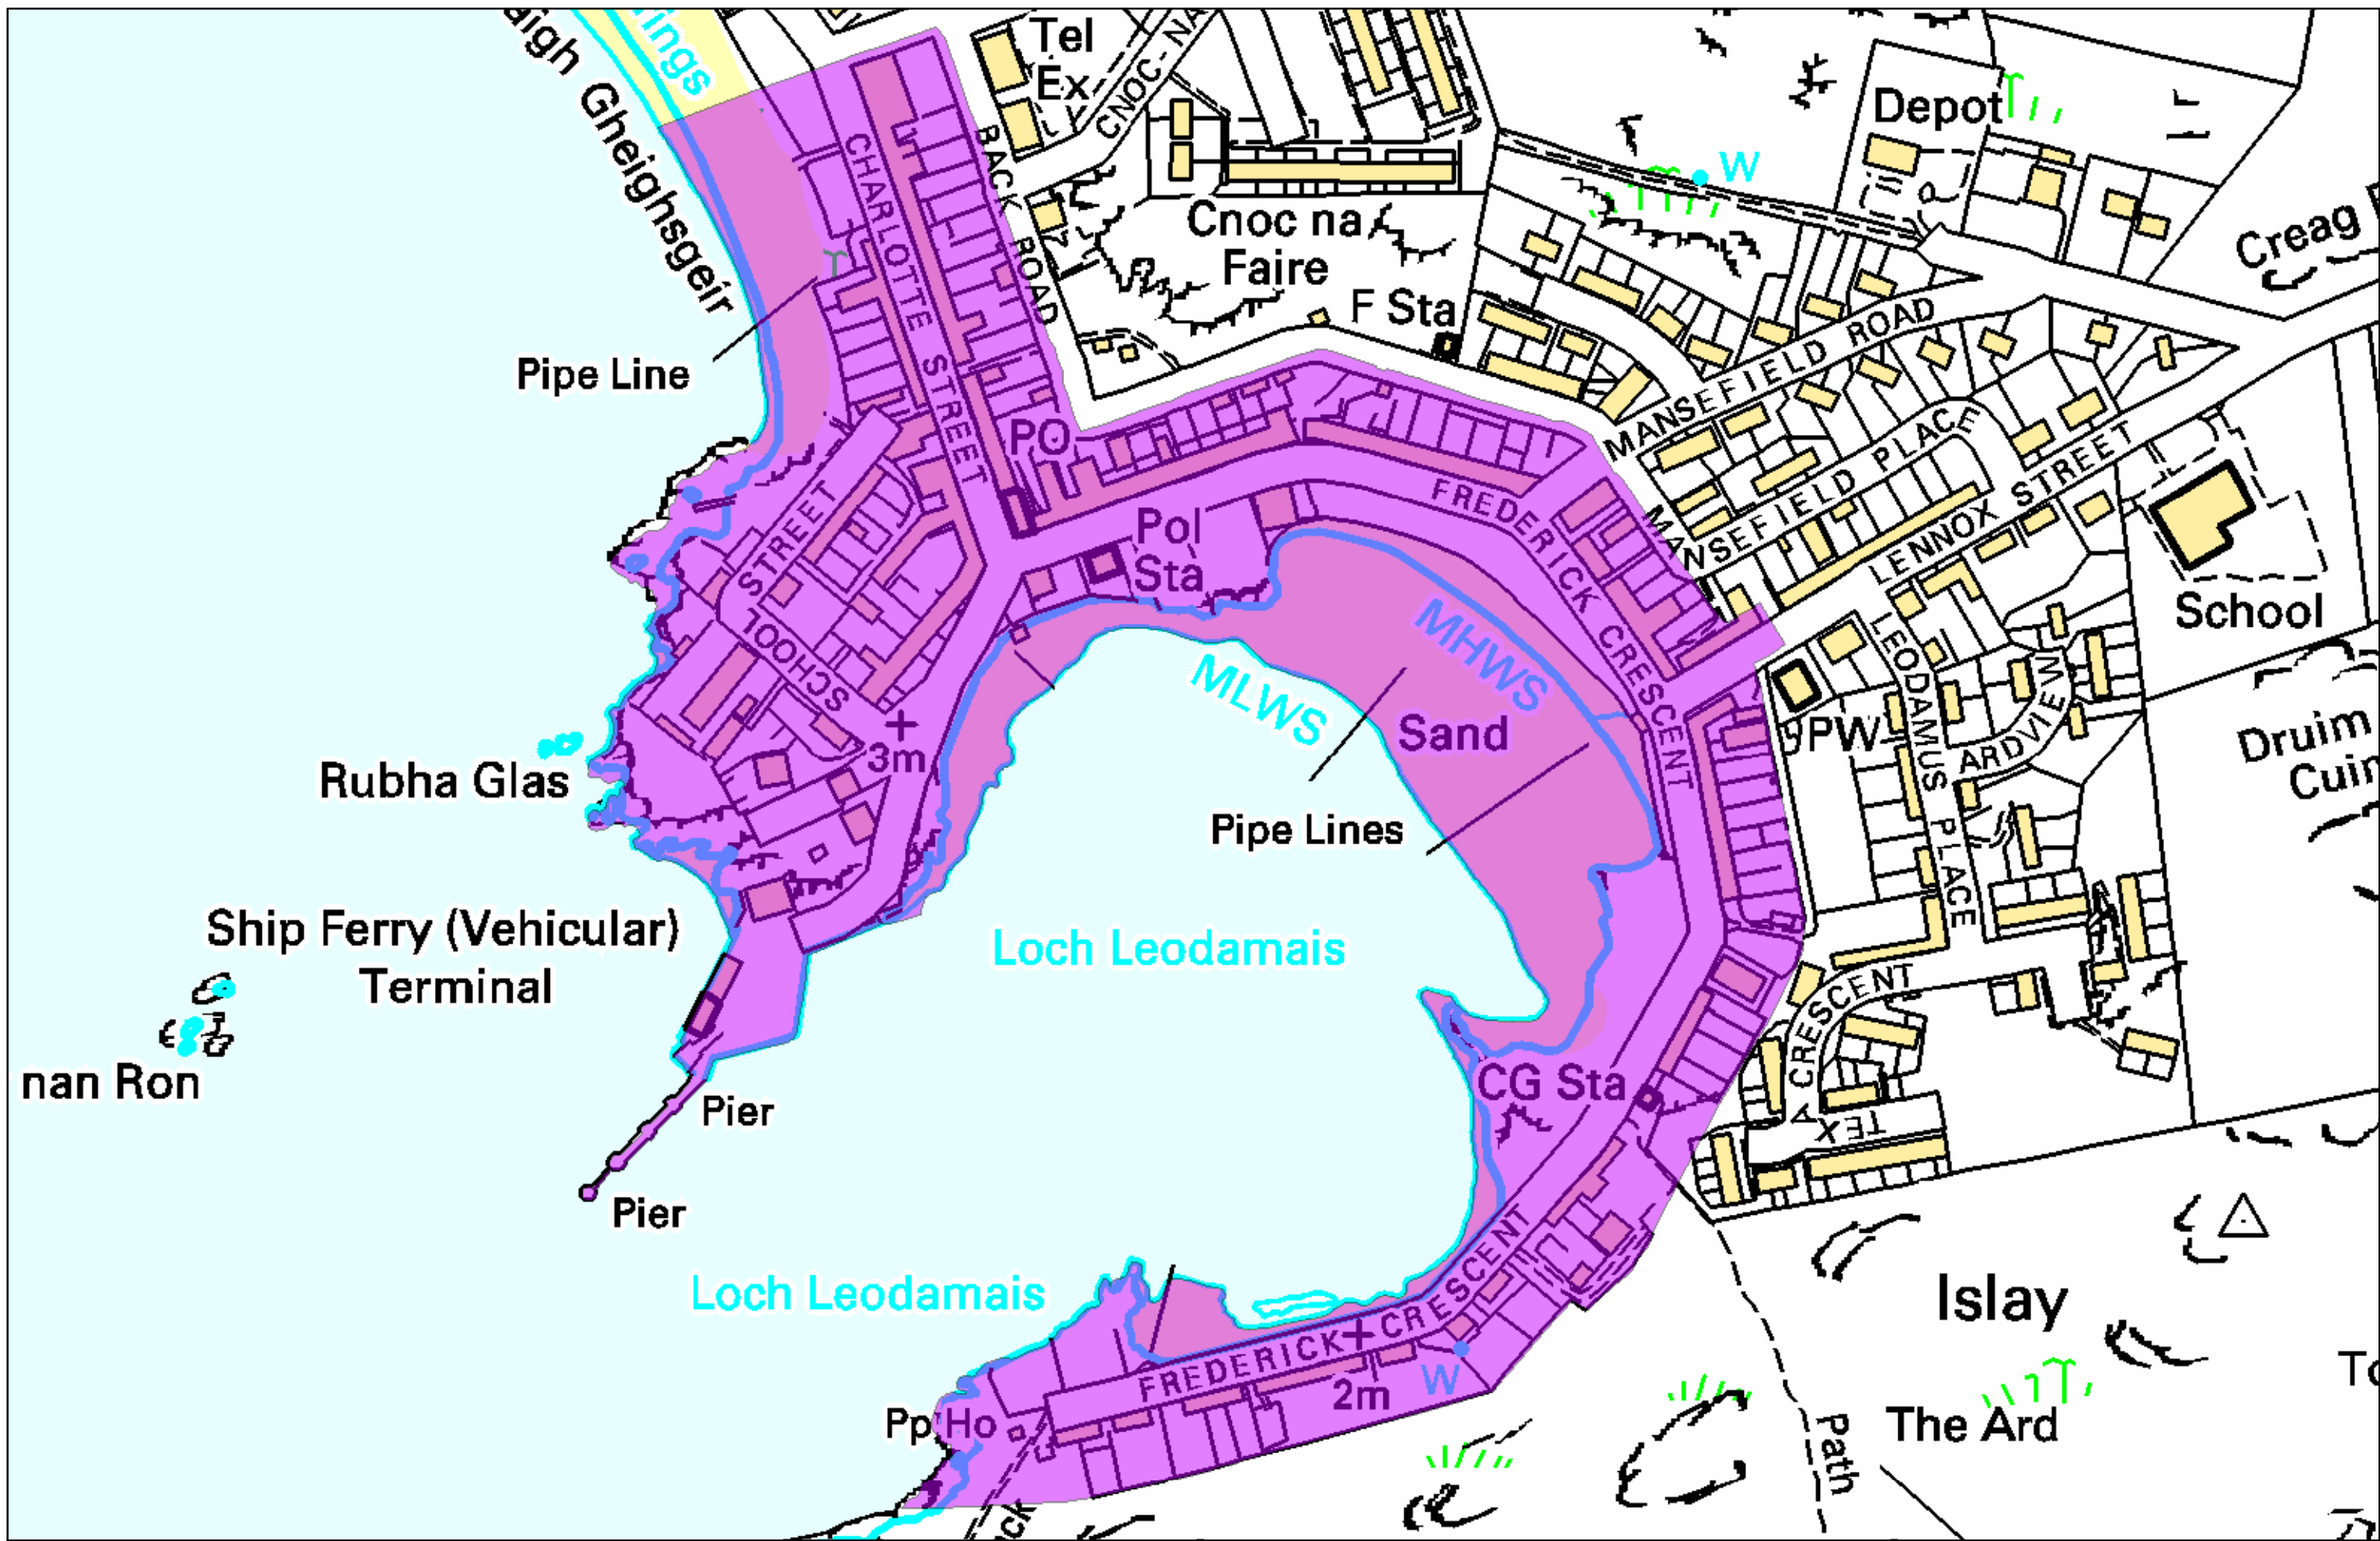 Tel
Ex
CNOC-NA
Depot
W
Gheighsgeir
CHARLOTTE STREET
BACK ROAD
Cnoc na
Faire
F Sta
Creag
MANSEFIELD ROAD
Pipe Line
PO
MANSEFIELD PLACE
LENNOX STREET
FREDERICK CRESCENT
Pol
Sta
STREET
SCHOOL
School
MHWS
MLWS
Sand
LEODAMUS PLACE
ARDVIEW
PW
Druim
3m
Rubha Glas
Pipe Lines
Ship Ferry (Vehicular)
Terminal
Loch Leodamais
CRESCENT
nan Ron
Pier
CG Sta
Pier
Loch Leodamais
FREDERICK CRESCENT
Islay
W
2m
Pp Ho
The Ard
Path